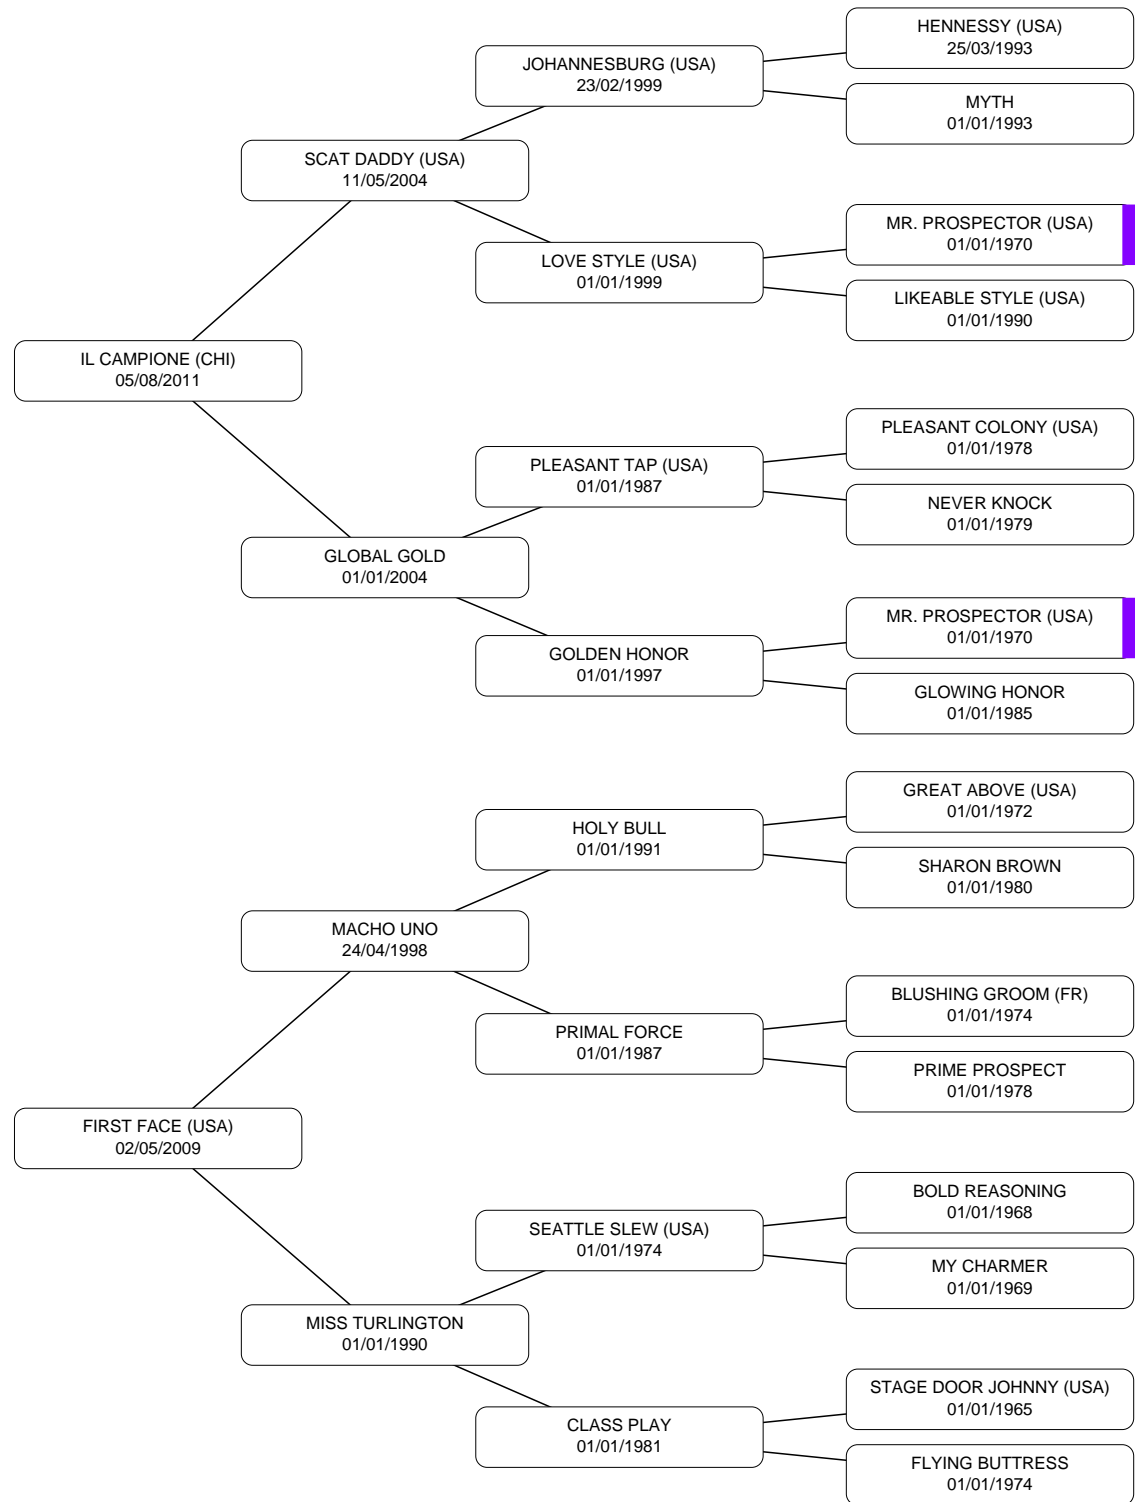 HENNESSY (USA)
25/03/1993
JOHANNESBURG (USA)
23/02/1999
MYTH
01/01/1993
SCAT DADDY (USA)
11/05/2004
MR. PROSPECTOR (USA)
01/01/1970
LOVE STYLE (USA)
01/01/1999
LIKEABLE STYLE (USA)
01/01/1990
IL CAMPIONE (CHI)
05/08/2011
PLEASANT COLONY (USA)
01/01/1978
PLEASANT TAP (USA)
01/01/1987
NEVER KNOCK
01/01/1979
GLOBAL GOLD
01/01/2004
MR. PROSPECTOR (USA)
01/01/1970
GOLDEN HONOR
01/01/1997
GLOWING HONOR
01/01/1985
GREAT ABOVE (USA)
01/01/1972
HOLY BULL
01/01/1991
SHARON BROWN
01/01/1980
MACHO UNO
24/04/1998
BLUSHING GROOM (FR)
01/01/1974
PRIMAL FORCE
01/01/1987
PRIME PROSPECT
01/01/1978
FIRST FACE (USA)
02/05/2009
BOLD REASONING
01/01/1968
SEATTLE SLEW (USA)
01/01/1974
MY CHARMER
01/01/1969
MISS TURLINGTON
01/01/1990
STAGE DOOR JOHNNY (USA)
01/01/1965
CLASS PLAY
01/01/1981
FLYING BUTTRESS
01/01/1974